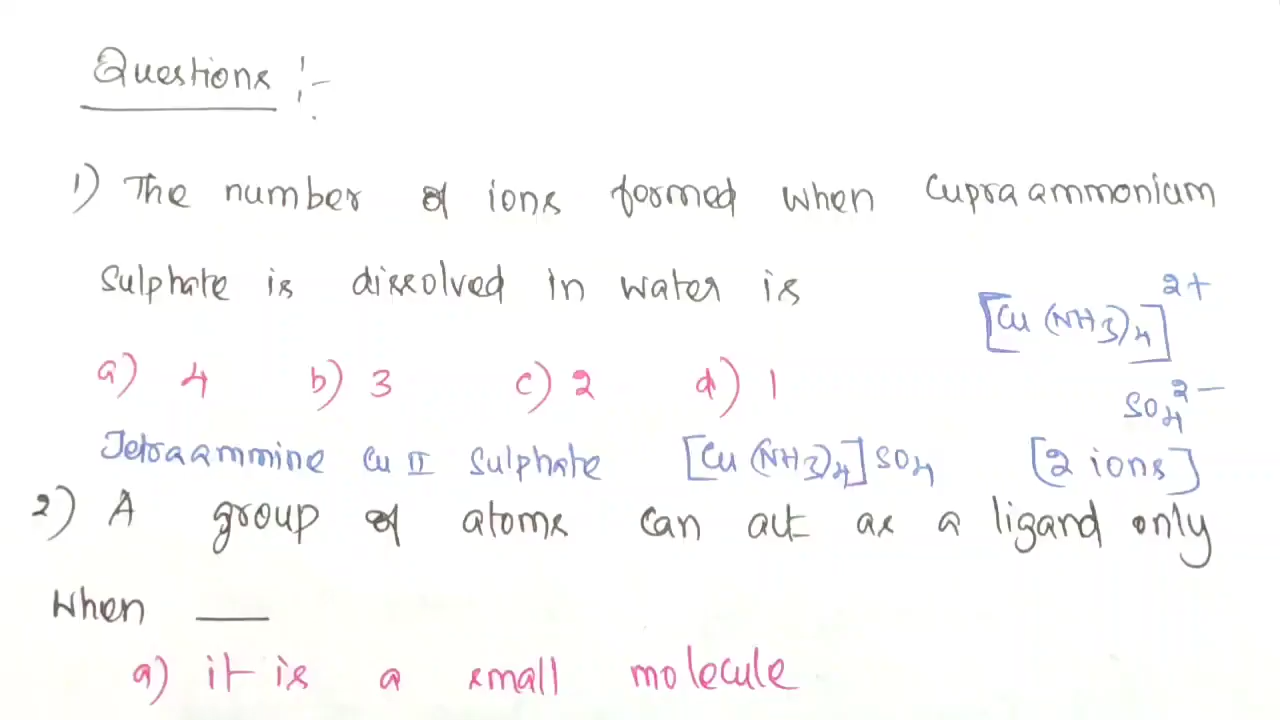 Questions :-
1) The number of ions formed when Cupraammonium
Sulphate is dissolved in water is
[Cu (NH3)4]2+
a) 4 b) 3 c) 2 d) 1
SO4 2-
Tetraammine Cu II Sulphate [Cu (NH3)4] SO4 [2 ions]
2) A group of atoms can act as a ligand only
when ___
a) it is a small molecule